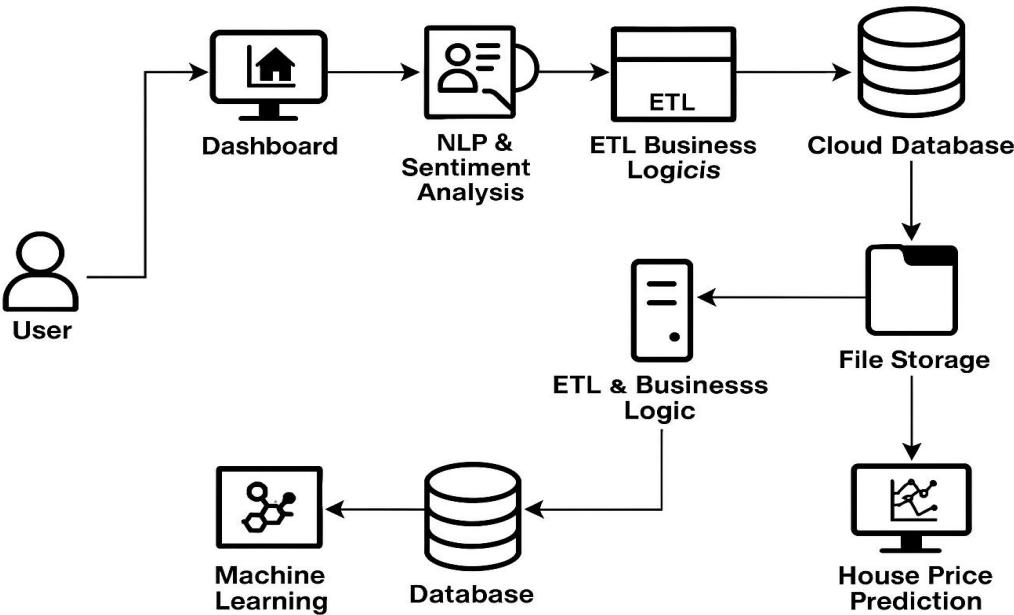 Dashboard
NLP &
Sentiment
Analysis
ETL
ETL Business
Logicis
Cloud Database
User
File Storage
ETL & Businesss
Logic
Machine
Learning
Database
House Price
Prediction